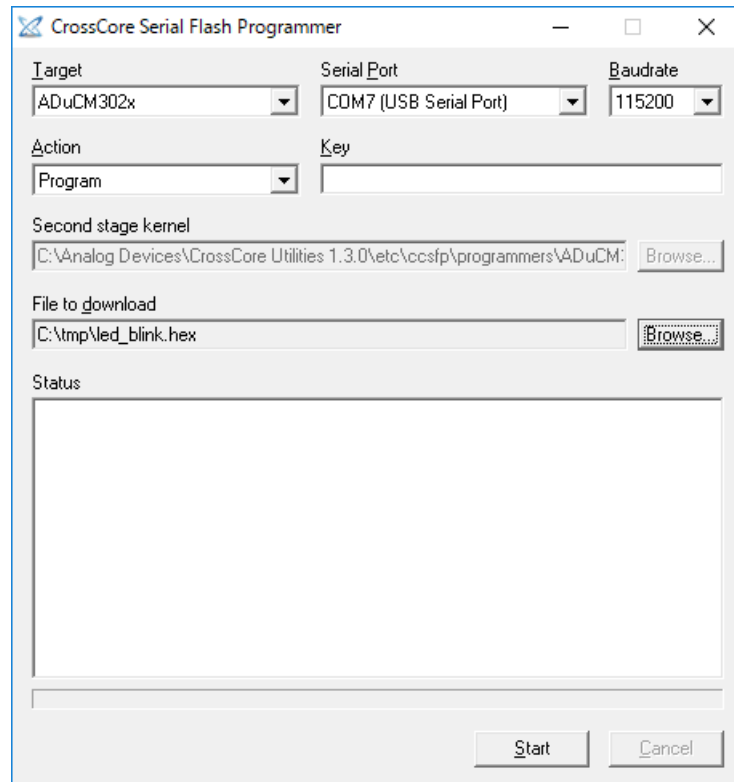 CrossCore Serial Flash Programmer
Target Serial Port Baudrate
ADuCM302x COM7 (USB Serial Port) 115200
Action Key
Program
Second stage kernel
C:\Analog Devices\CrossCore Utilities 1.3.0\etc\ccsfp\programmers\ADuCM: Browse...
File to download
C:\tmp\led_blink.hex Browse...
Status
Start Cancel